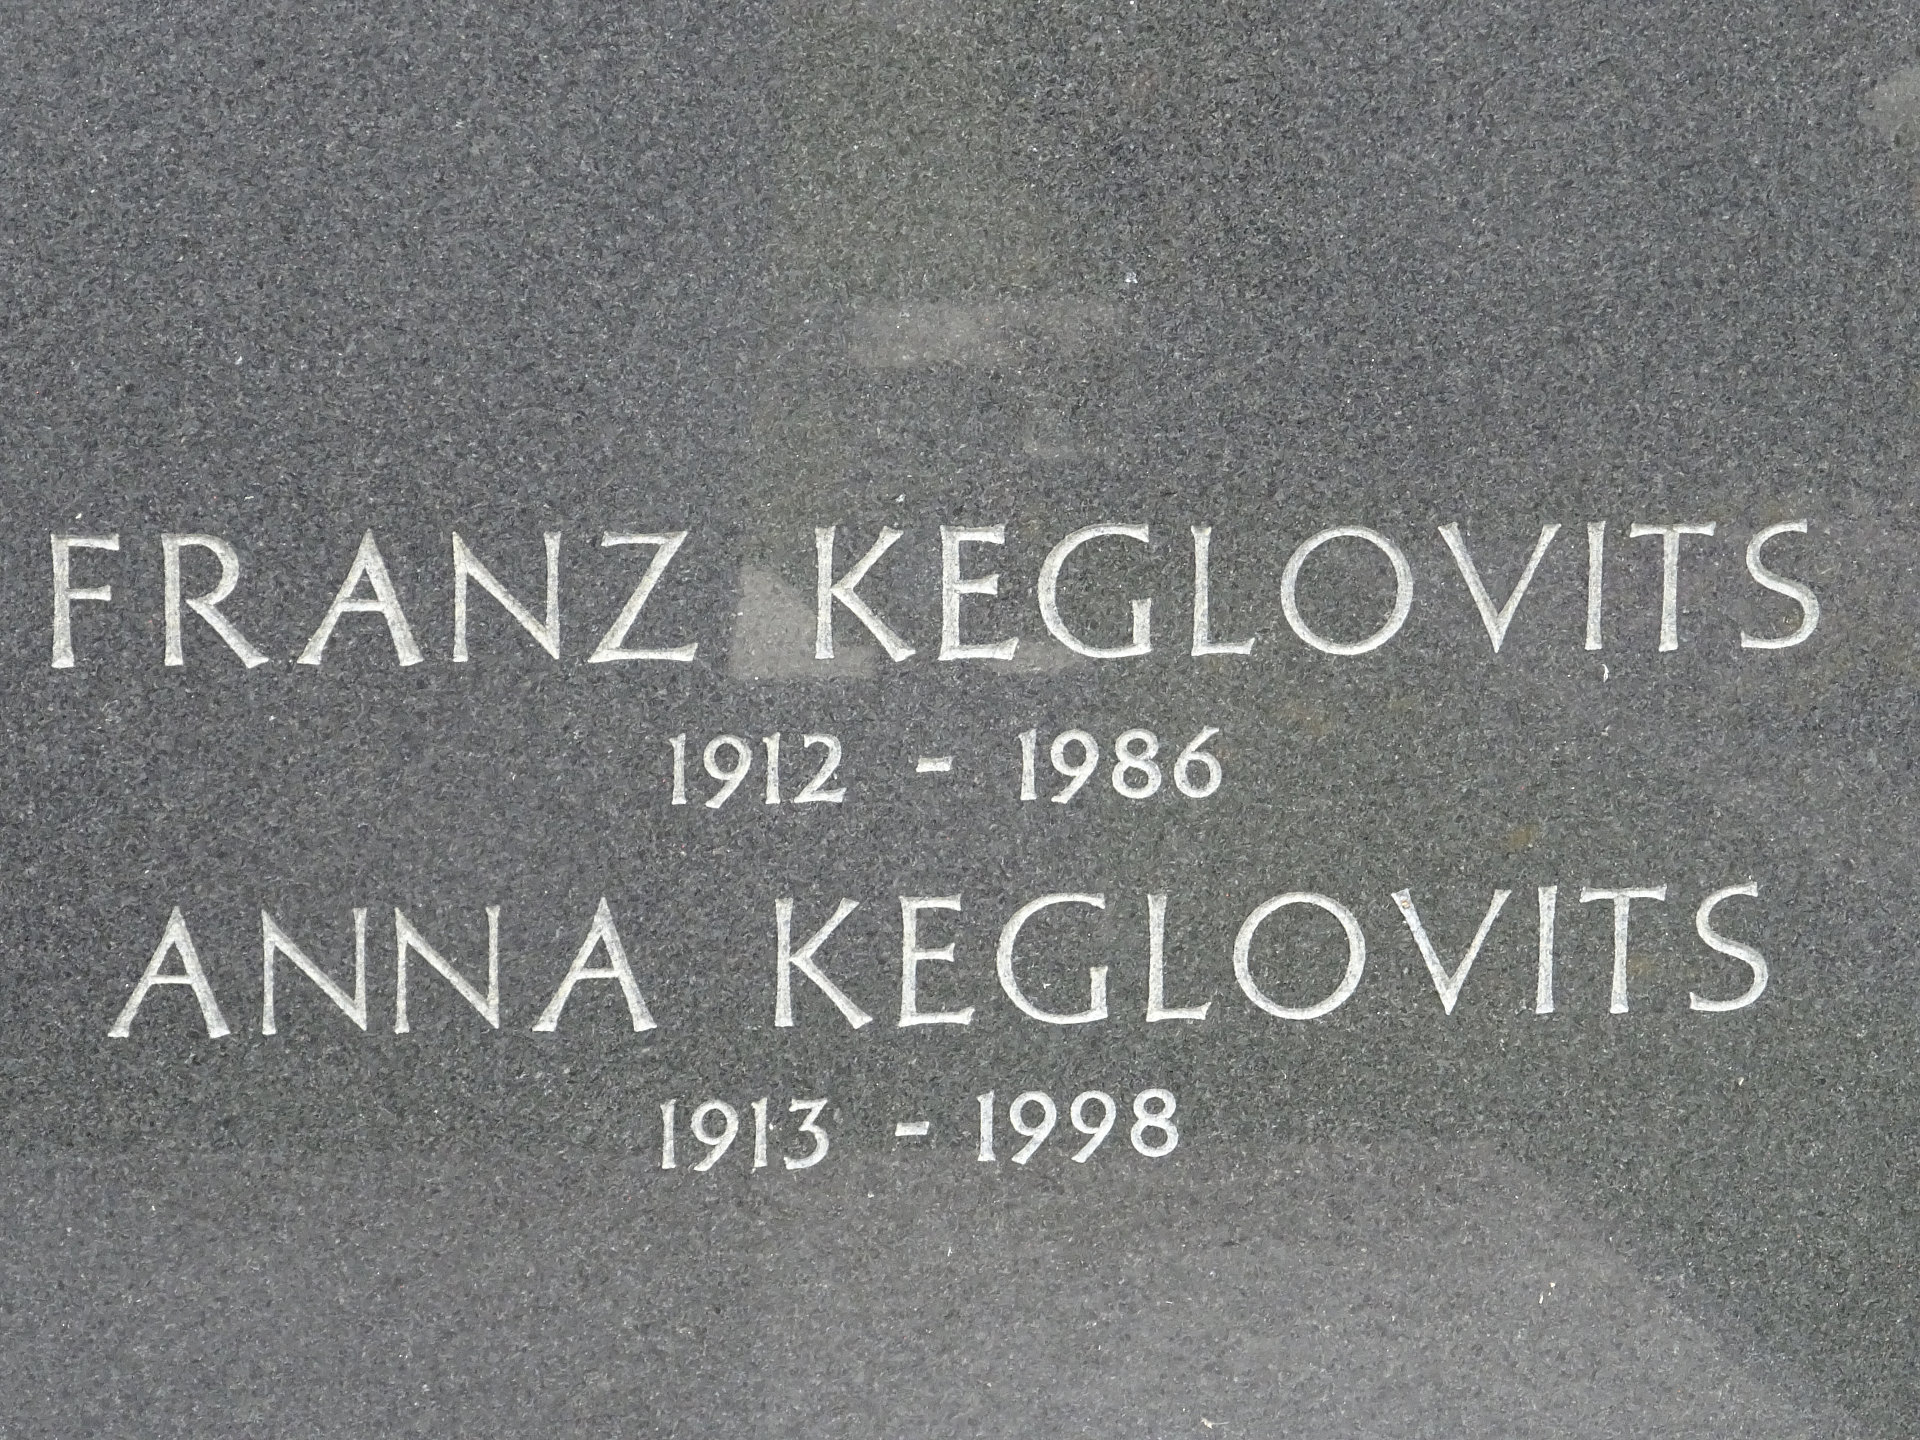 FRANZ KEGLOVITS
1912 - 1986
ANNA KEGLOVITS
1913 - 1998